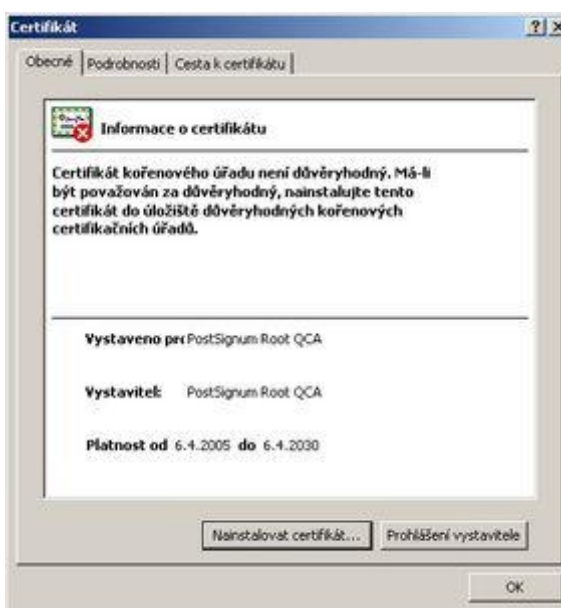 Certifikát
Obecné Podrobnosti Cesta k certifikátu
Informace o certifikátu
Certifikát kořenového úřadu není důvěryhodný. Má-li
být považován za důvěryhodný, nainstalujte tento
certifikát do úložiště důvěryhodných kořenových
certifikačních úřadů.
Vystaveno pro PostSignum Root QCA
Vystavitel: PostSignum Root QCA
Platnost od 6.4.2005 do 6.4.2030
Nainstalovat certifikát... Prohlášení vystavitele
OK